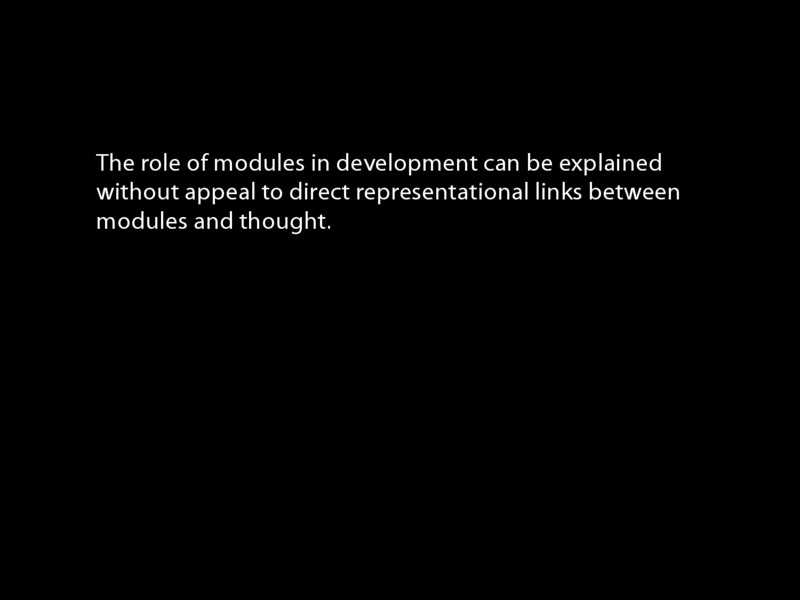 The role of modules in development can be explained
without appeal to direct representational links between
modules and thought.